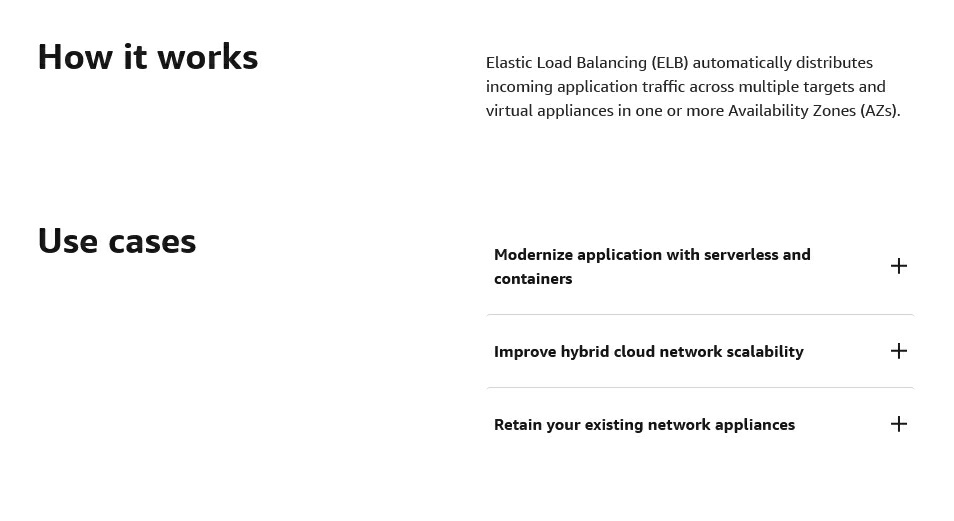 How it works
Elastic Load Balancing (ELB) automatically distributes
incoming application traffic across multiple targets and
virtual appliances in one or more Availability Zones (AZs).
Use cases
Modernize application with serverless and
containers
Improve hybrid cloud network scalability
Retain your existing network appliances